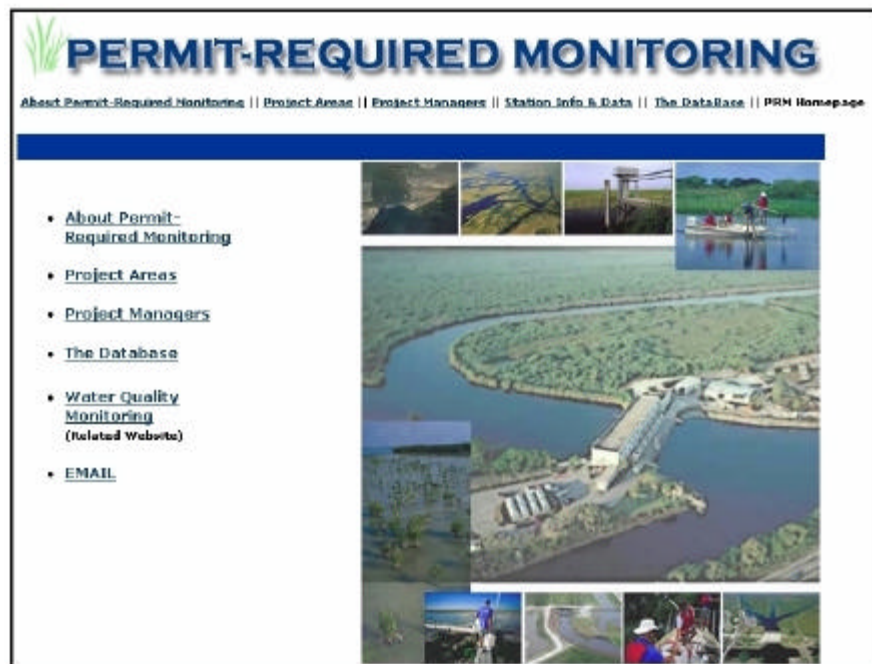 PERMIT-REQUIRED MONITORING
About Permit-Required Monitoring || Project Areas || Project Managers || Station Info & Data || The DataBase || PRM Homepage
• About Permit-
Required Monitoring
• Project Areas
• Project Managers
• The Database
• Water Quality
Monitoring
(Related Website)
• EMAIL